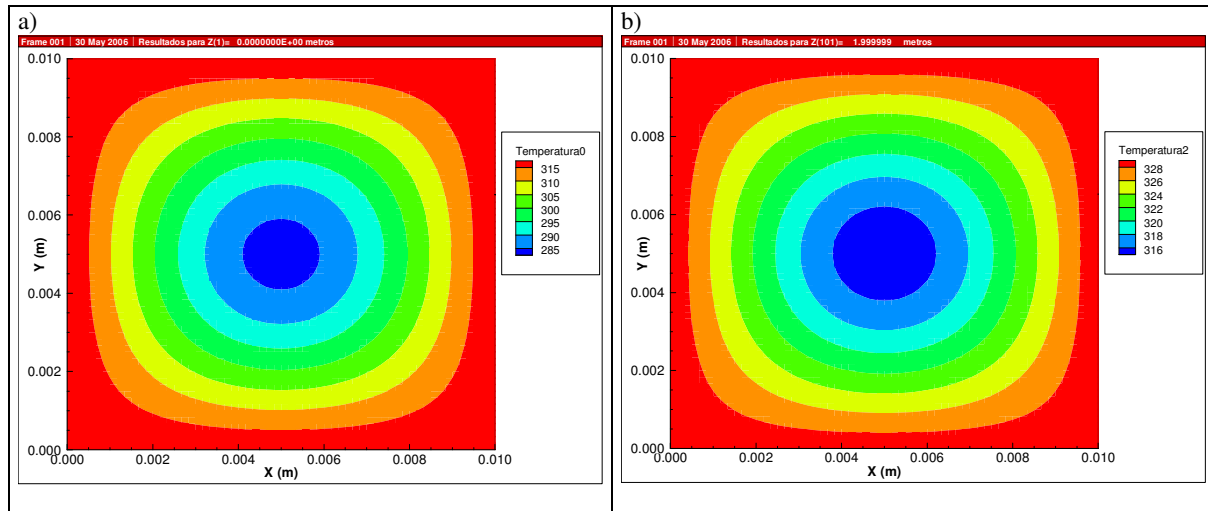 a)
Frame 001 | 30 May 2006 | Resultados para Z(1)= 0.0000000E+00 metros
0.010
0.008
0.006
0.004
0.002
0.000
Y (m)
0.000 0.002 0.004 0.006 0.008 0.010
X (m)
Temperatura0
315
310
305
300
295
290
285
b)
Frame 001 | 30 May 2006 | Resultados para Z(101)= 1.999999 metros
0.010
0.008
0.006
0.004
0.002
0.000
Y (m)
0.000 0.002 0.004 0.006 0.008 0.010
X (m)
Temperatura2
328
326
324
322
320
318
316